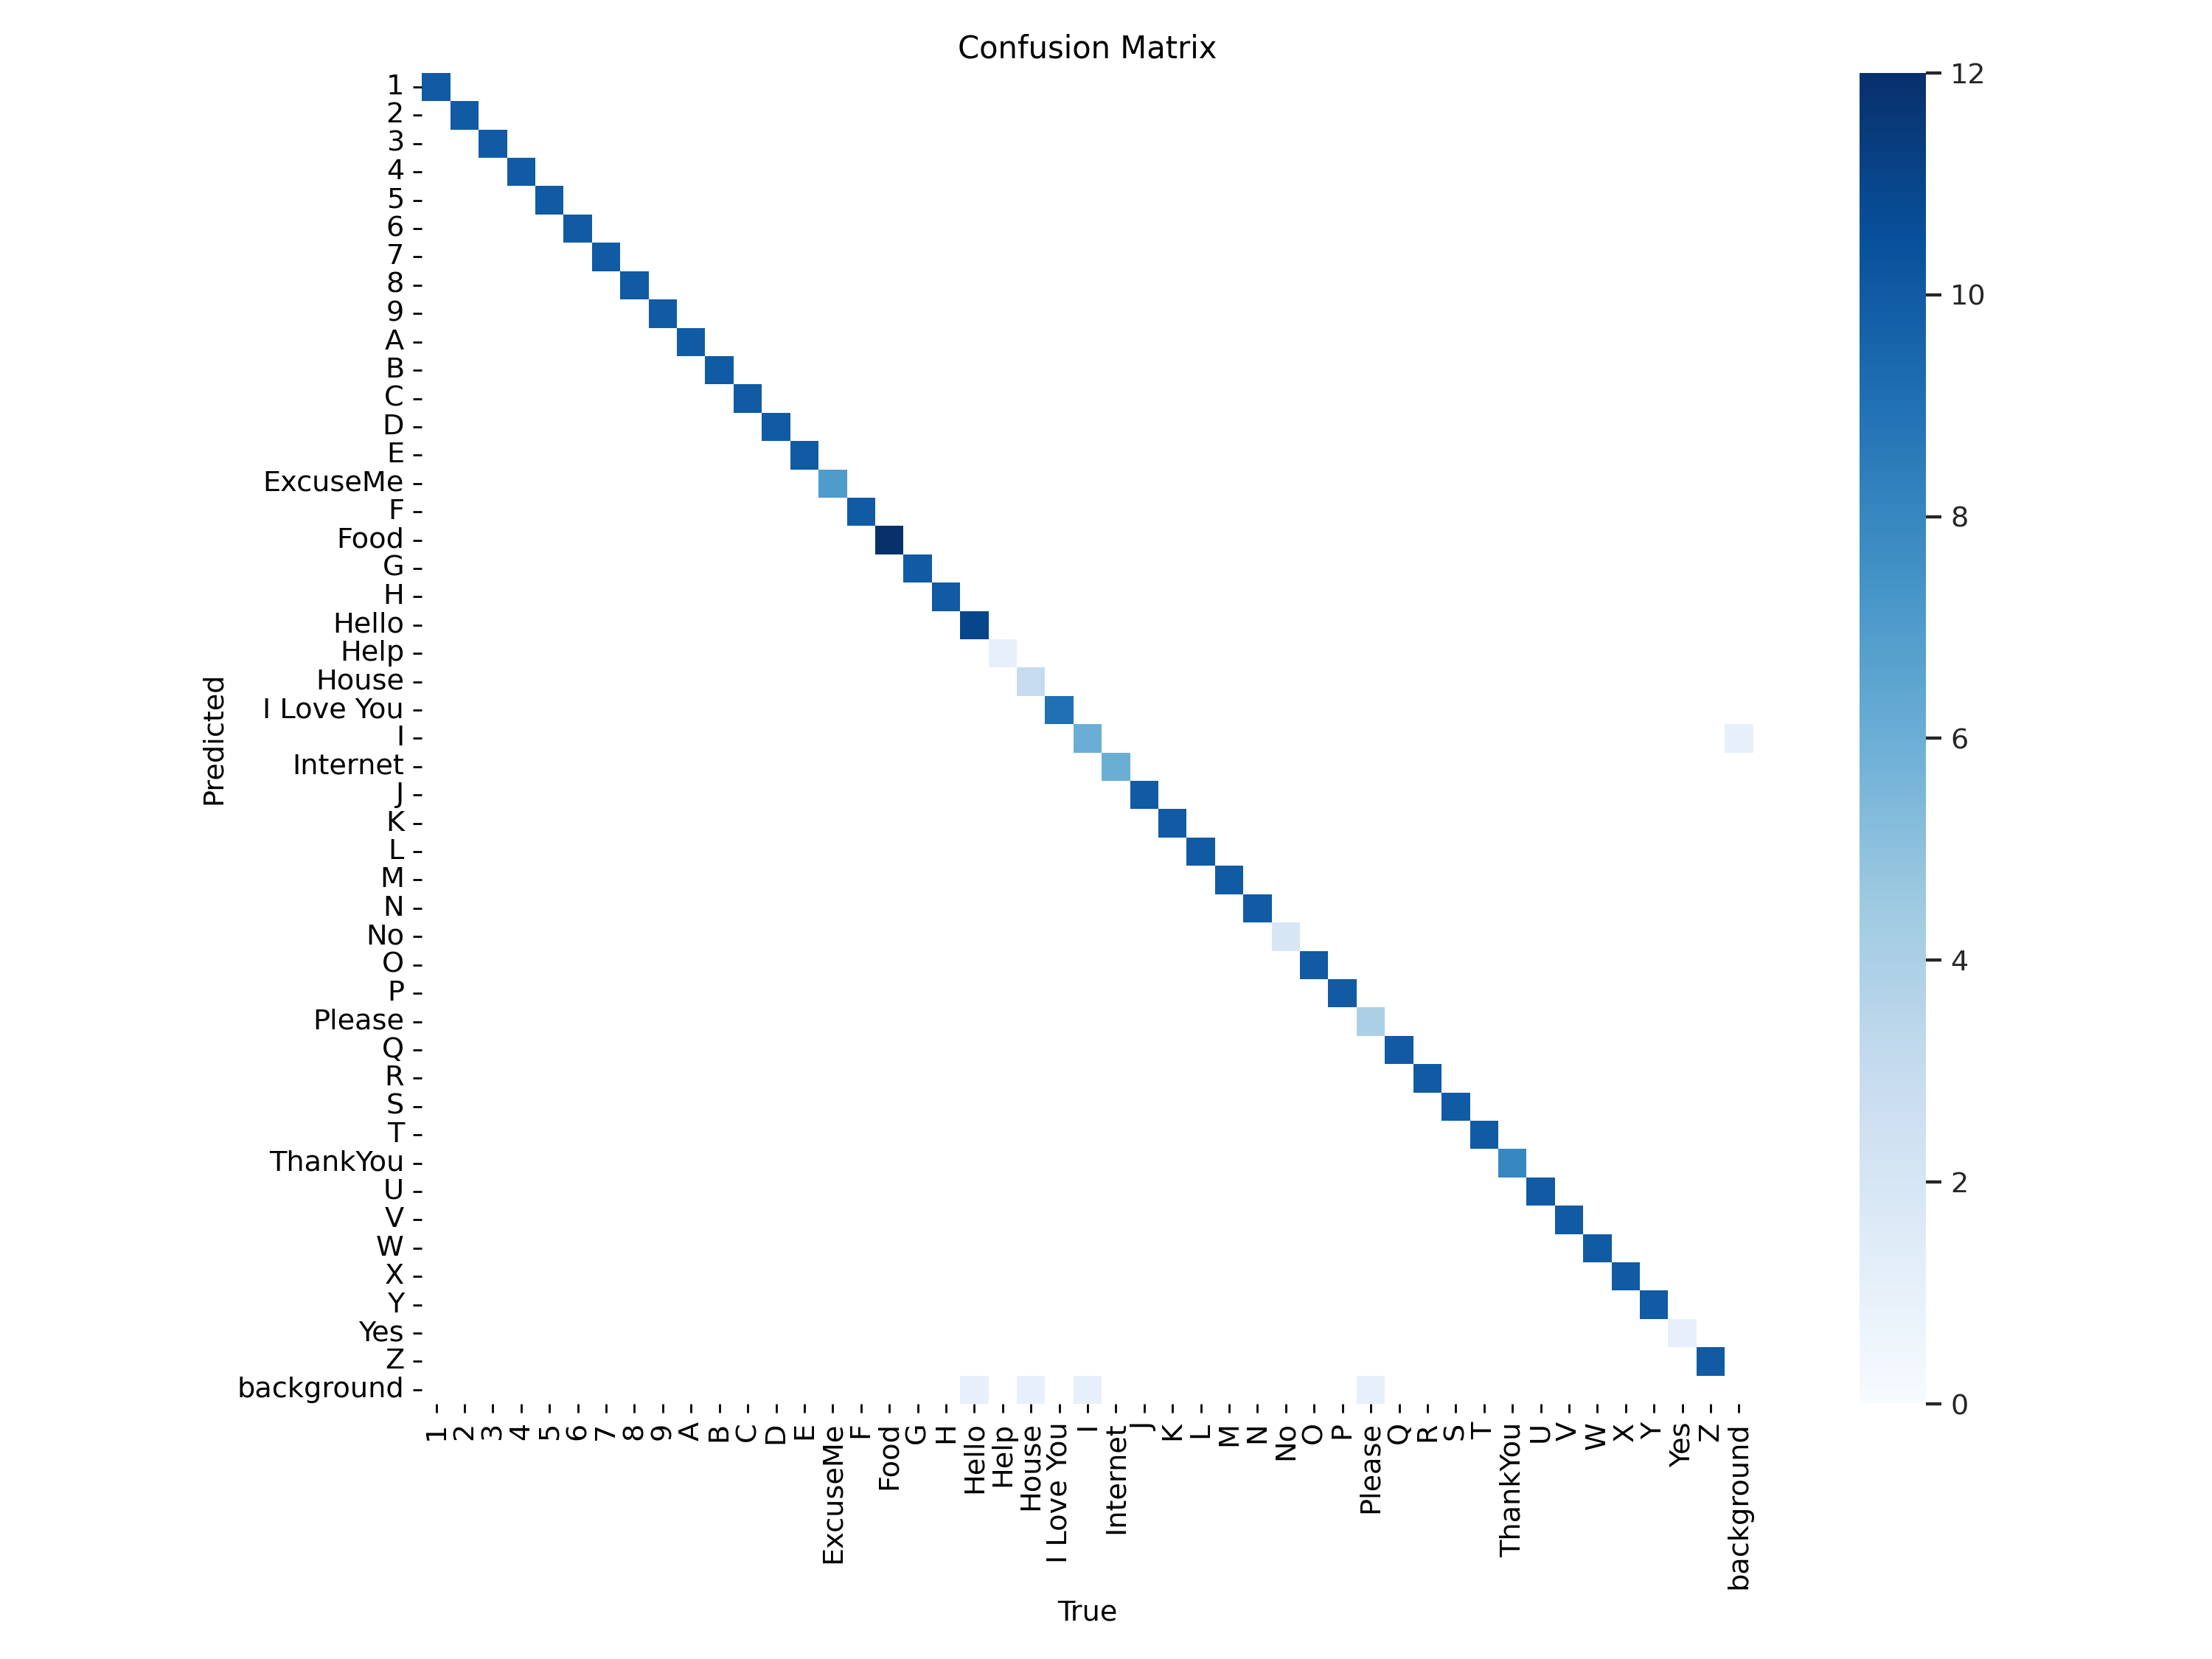 Confusion Matrix
Predicted
1
2
3
4
5
6
7
8
9
A
B
C
D
E
ExcuseMe
F
Food
G
H
Hello
Help
House
I Love You
I
Internet
J
K
L
M
N
No
O
P
Please
Q
R
S
T
ThankYou
U
V
W
X
Y
Yes
Z
background
1 2 3 4 5 6 7 8 9 A B C D E ExcuseMe F Food G H Hello Help House I Love You I Internet J K L M N No O P Please Q R S T ThankYou U V W X Y Yes Z background
True
12
10
8
6
4
2
0